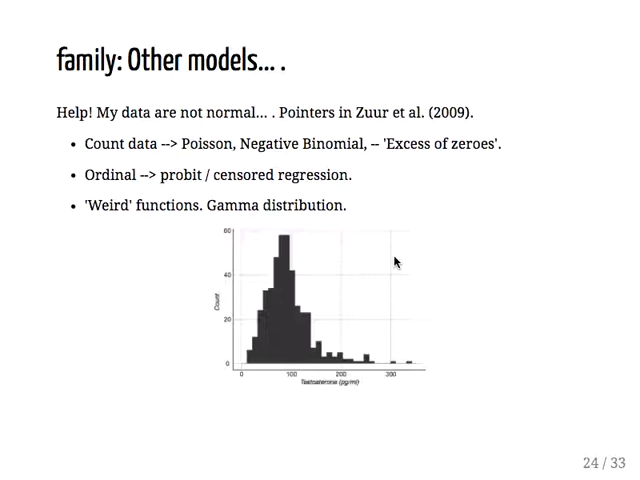 family: Other models... .
Help! My data are not normal... . Pointers in Zuur et al. (2009).
• Count data --> Poisson, Negative Binomial, -- 'Excess of zeroes'.
• Ordinal --> probit / censored regression.
• 'Weird' functions. Gamma distribution.
60
40
20
0
Count
0 100 200 300
Testosterone (pg/ml)
24 / 33